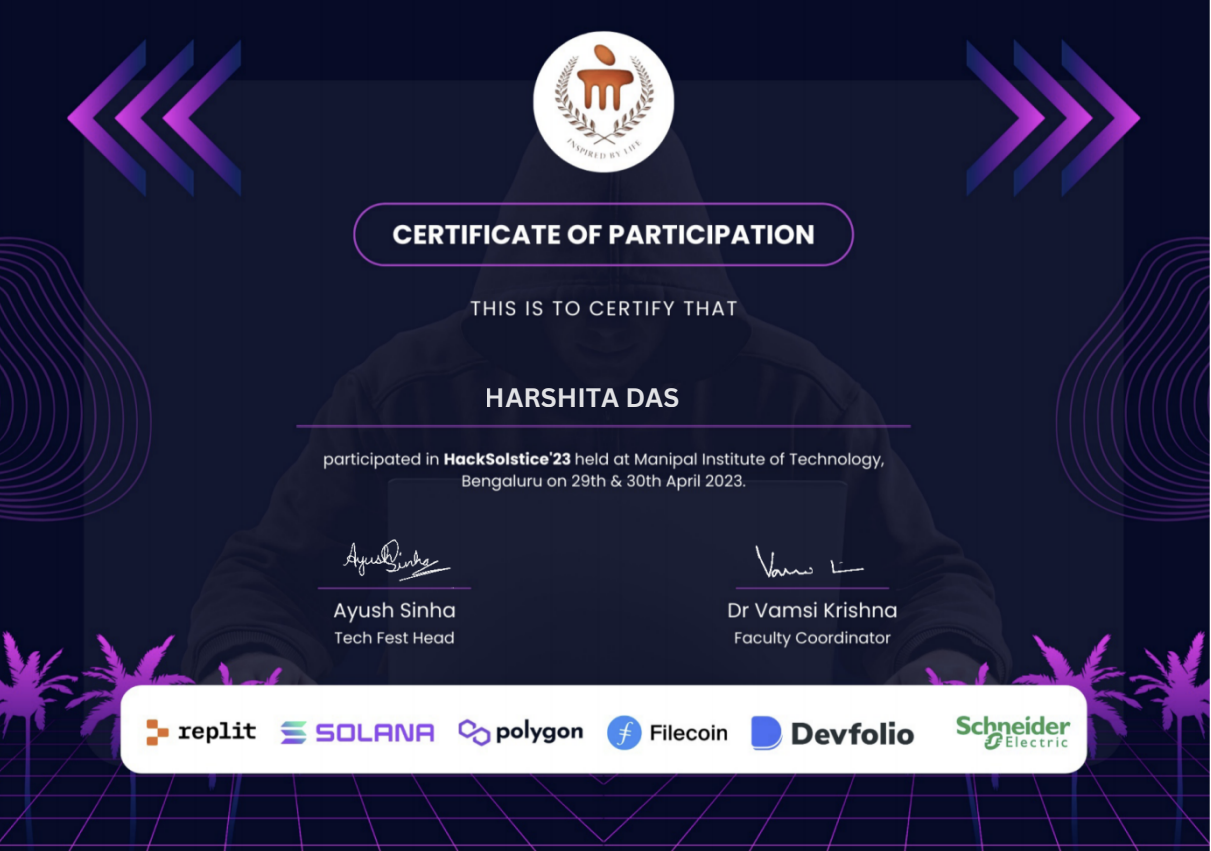 INSPIRED BY LIFE
CERTIFICATE OF PARTICIPATION
THIS IS TO CERTIFY THAT
HARSHITA DAS
participated in HackSolstice'23 held at Manipal Institute of Technology,
Bengaluru on 29th & 30th April 2023.
Ayush Sinha
Ayush Sinha
Dr Vamsi Krishna
Tech Fest Head
Faculty Coordinator
replit
SOLANA
polygon
Filecoin
Devfolio
Schneider
Electric